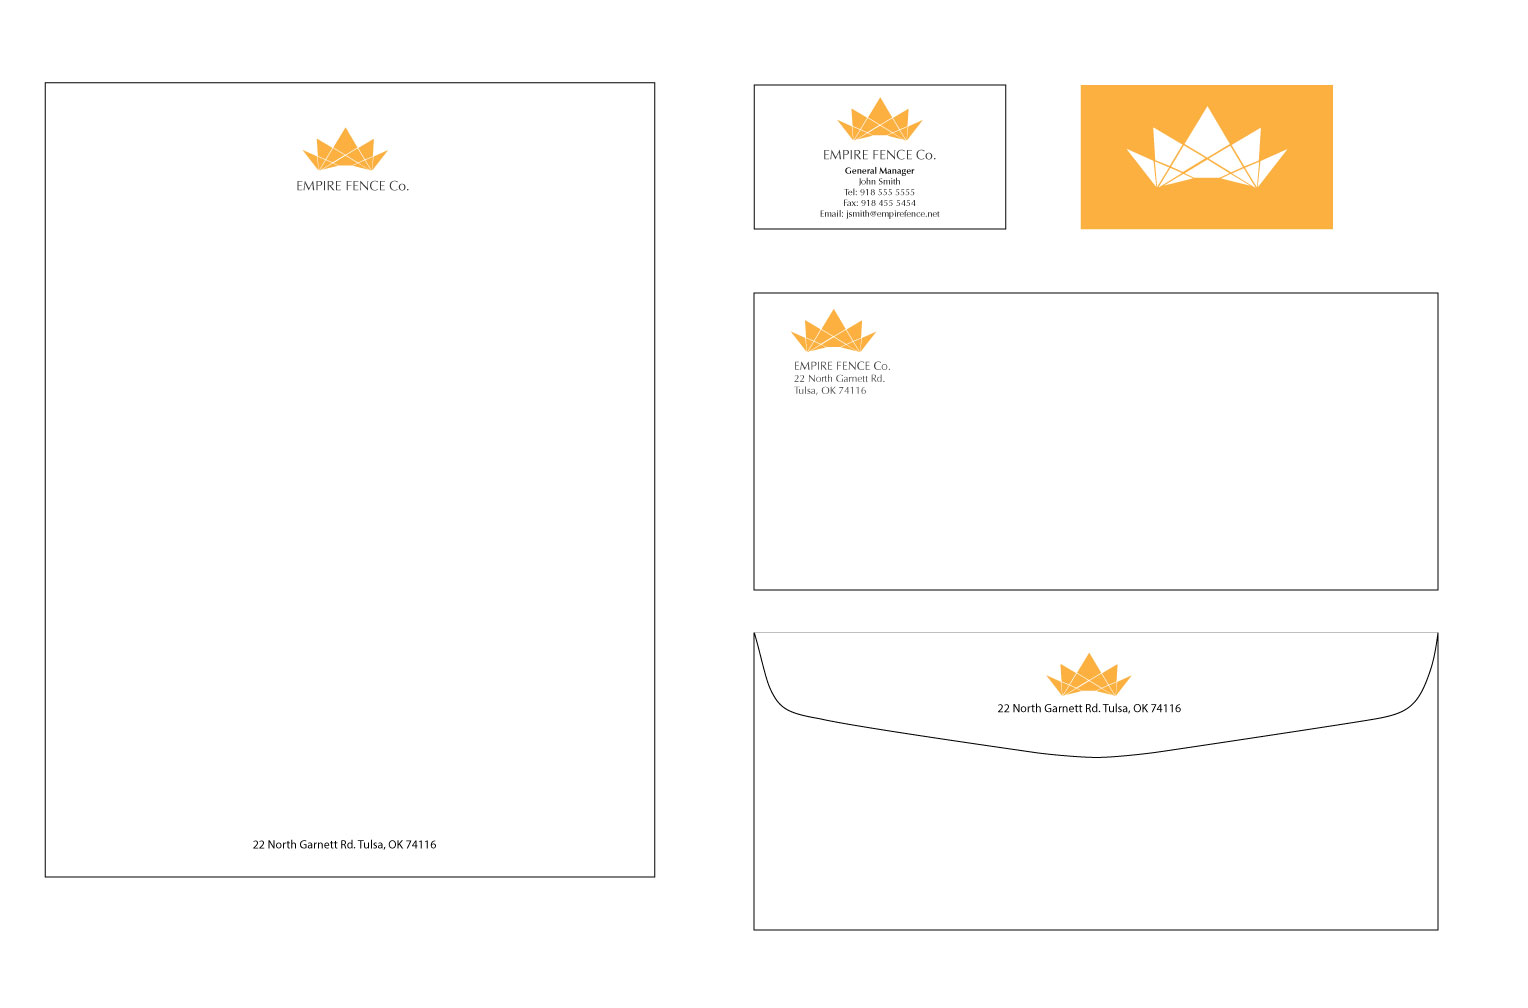 EMPIRE FENCE Co.
22 North Garnett Rd. Tulsa, OK 74116
EMPIRE FENCE Co.
General Manager
John Smith
Tel: 918 555 5555
Fax: 918 455 5454
Email: jsmith@empirefence.net
EMPIRE FENCE Co.
22 North Garnett Rd.
Tulsa, OK 74116
22 North Garnett Rd. Tulsa, OK 74116